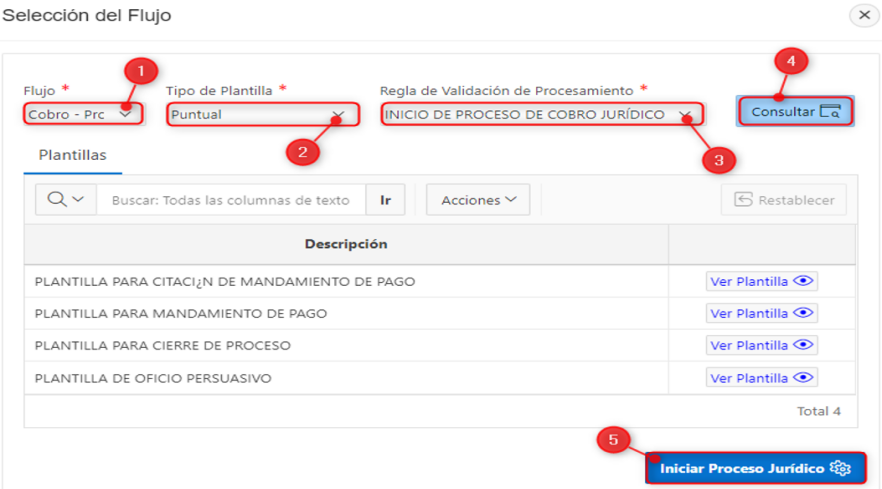 Selección del Flujo
1
4
Flujo *
Tipo de Plantilla *
Regla de Validación de Procesamiento *
Cobro - Prc
Puntual
INICIO DE PROCESO DE COBRO JURÍDICO
Consultar
2
3
Plantillas
Buscar: Todas las columnas de texto
Ir
Acciones
Restablecer
Descripción
PLANTILLA PARA CITACI¿N DE MANDAMIENTO DE PAGO
Ver Plantilla
PLANTILLA PARA MANDAMIENTO DE PAGO
Ver Plantilla
PLANTILLA PARA CIERRE DE PROCESO
Ver Plantilla
PLANTILLA DE OFICIO PERSUASIVO
Ver Plantilla
Total 4
5
Iniciar Proceso Jurídico